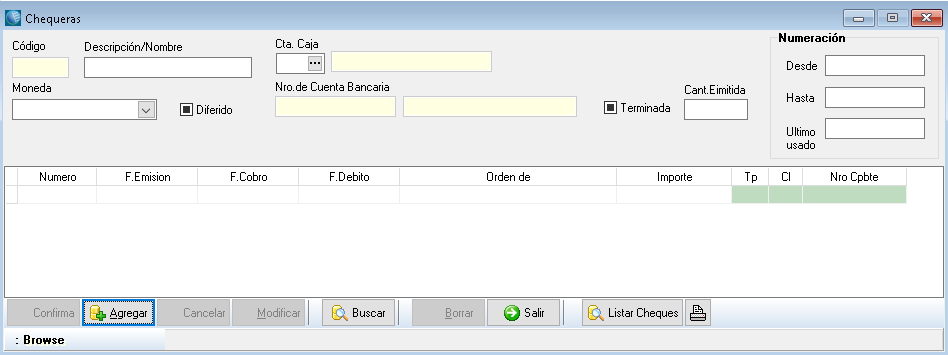 Chequeras
Código
Descripción/Nombre
Cta. Caja
...
Numeración
Desde
Hasta
Ultimo
usado
Moneda
Diferido
Nro.de Cuenta Bancaria
Terminada
Cant.Eimitida
Numero F.Emision F.Cobro F.Debito Orden de Importe Tp Cl Nro Cpbte
Confirma Agregar Cancelar Modificar Buscar Borrar Salir Listar Cheques
: Browse